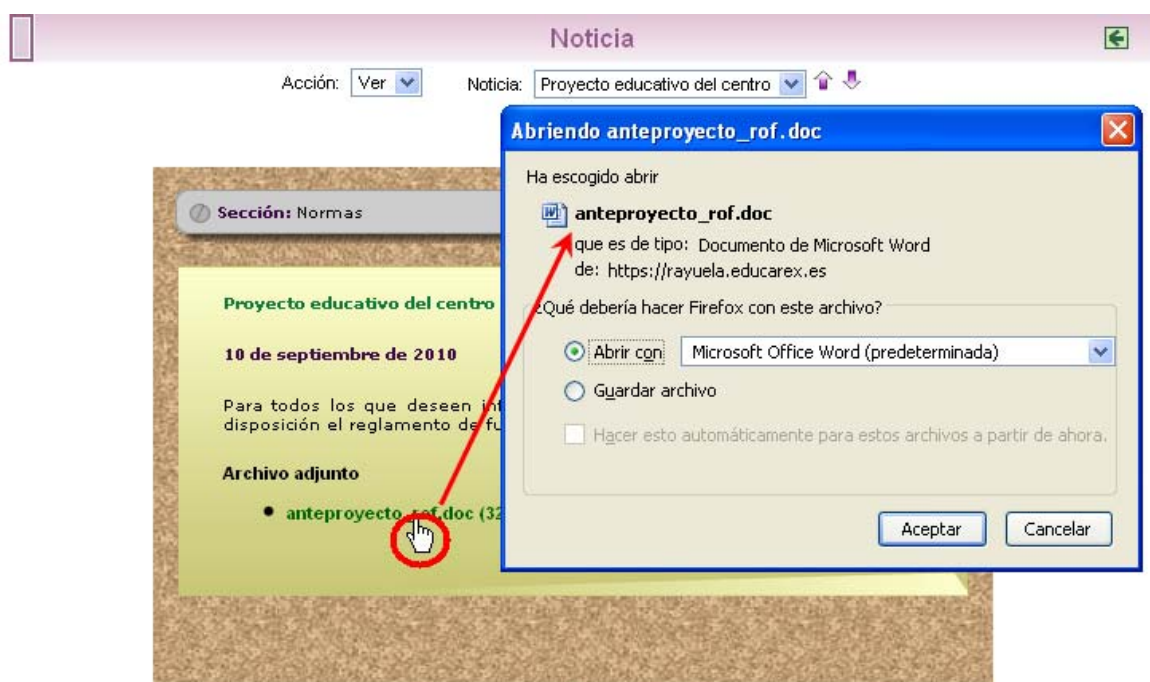 Noticia
Acción: Ver Noticia: Proyecto educativo del centro
Abriendo anteproyecto_rof.doc
Ha escogido abrir
anteproyecto_rof.doc
que es de tipo: Documento de Microsoft Word
de: https://rayuela.educarex.es
¿Qué debería hacer Firefox con este archivo?
Abrir con Microsoft Office Word (predeterminada)
Guardar archivo
Hacer esto automáticamente para estos archivos a partir de ahora.
Aceptar Cancelar
Sección: Normas
Proyecto educativo del centro
10 de septiembre de 2010
Para todos los que deseen
disposición el reglamento de
Archivo adjunto
anteproyecto_rof.doc (32